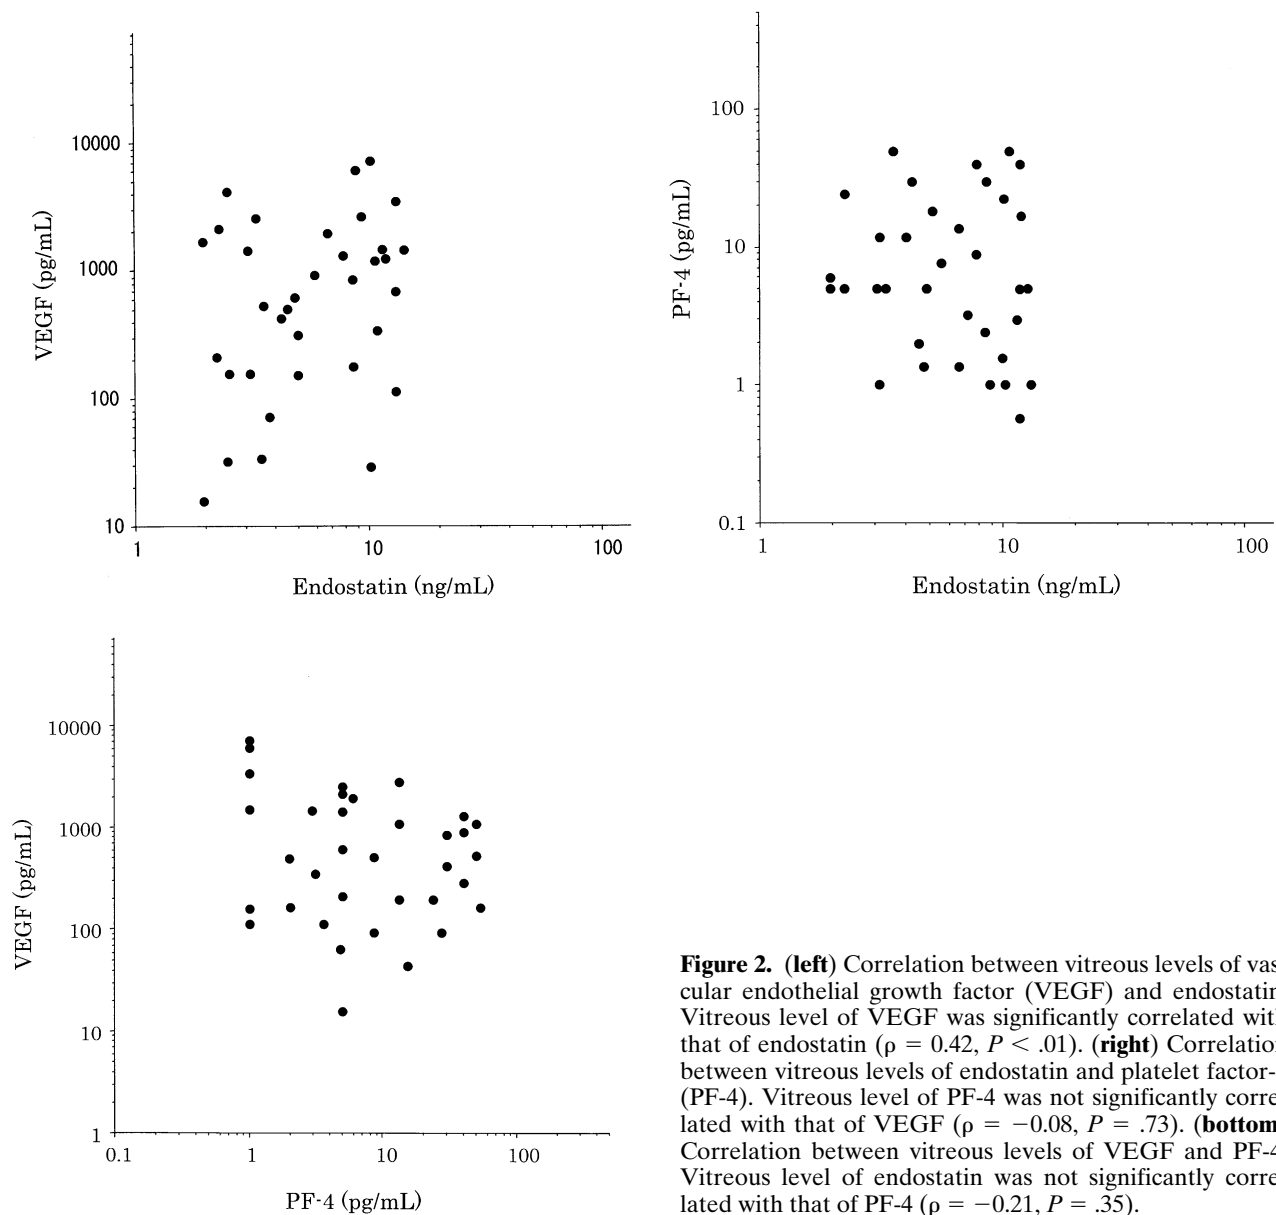 10000
1000
100
10
VEGF (pg/mL)
1
10
100
Endostatin (ng/mL)
100
10
1
0.1
PF-4 (pg/mL)
1
10
100
Endostatin (ng/mL)
10000
1000
100
10
1
VEGF (pg/mL)
0.1
1
10
100
PF-4 (pg/mL)
Figure 2. (left) Correlation between vitreous levels of vas
cular endothelial growth factor (VEGF) and endostatin
Vitreous level of VEGF was significantly correlated with
that of endostatin (ρ = 0.42, P < .01). (right) Correlation
between vitreous levels of endostatin and platelet factor-
(PF-4). Vitreous level of PF-4 was not significantly corre
lated with that of VEGF (ρ = −0.08, P = .73). (bottom
Correlation between vitreous levels of VEGF and PF-4
Vitreous level of endostatin was not significantly corre
lated with that of PF-4 (ρ = −0.21, P = .35).